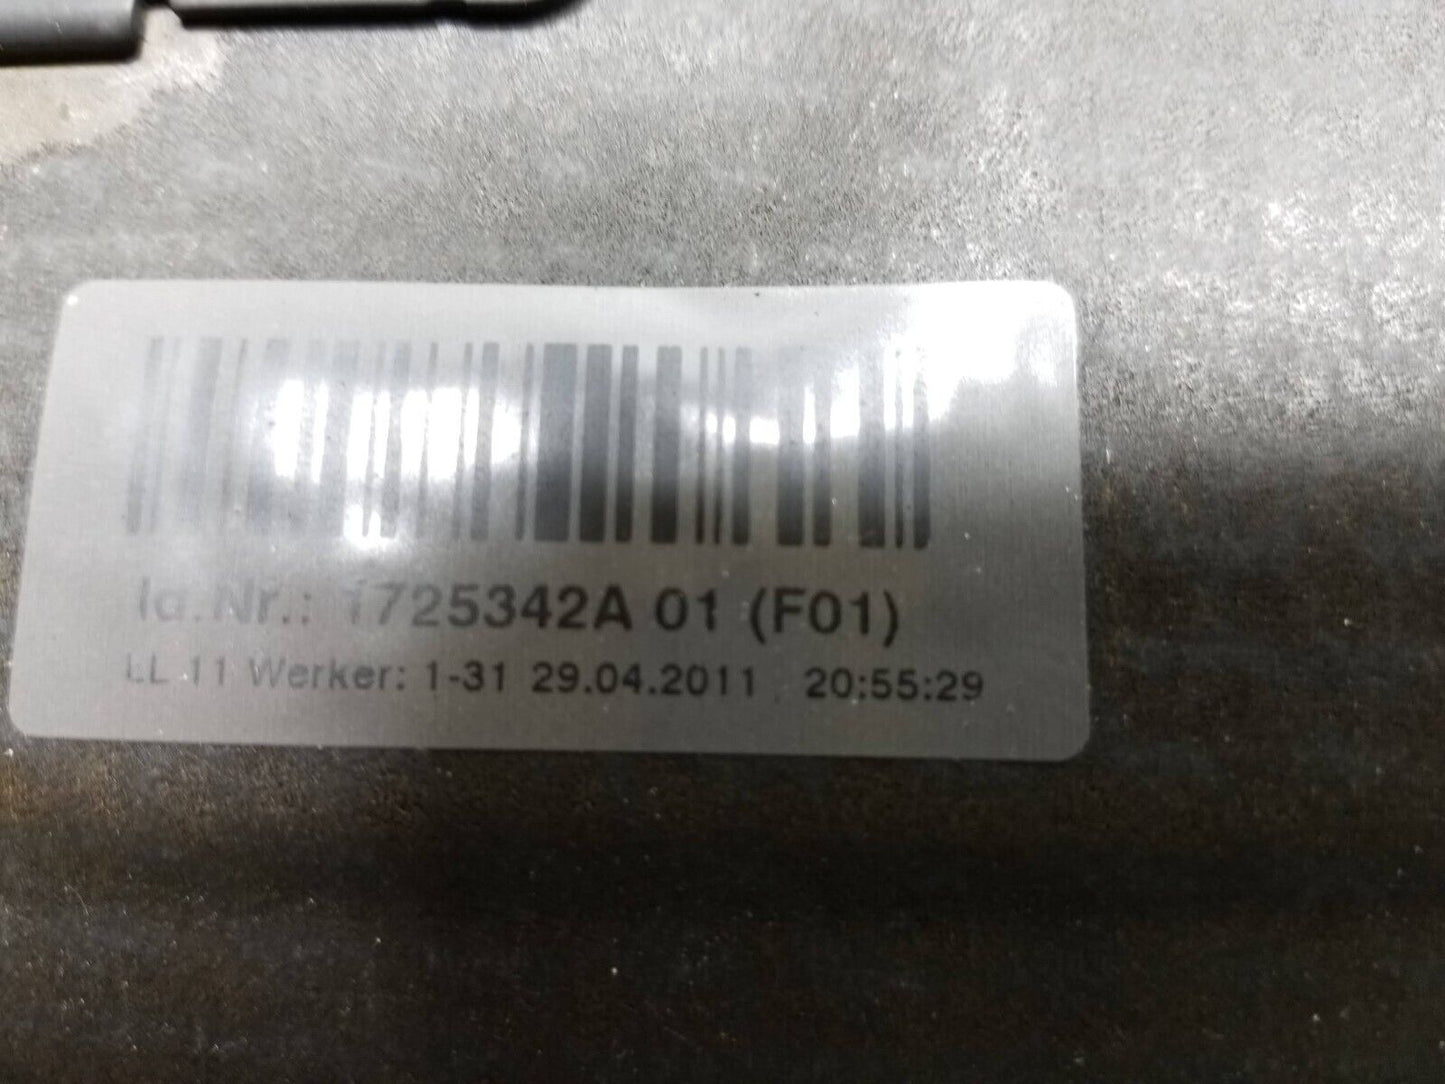 Id.Nr.: 1725342A 01 (F01)
LL 11 Werker: 1-31 29.04.2011 20:55:29